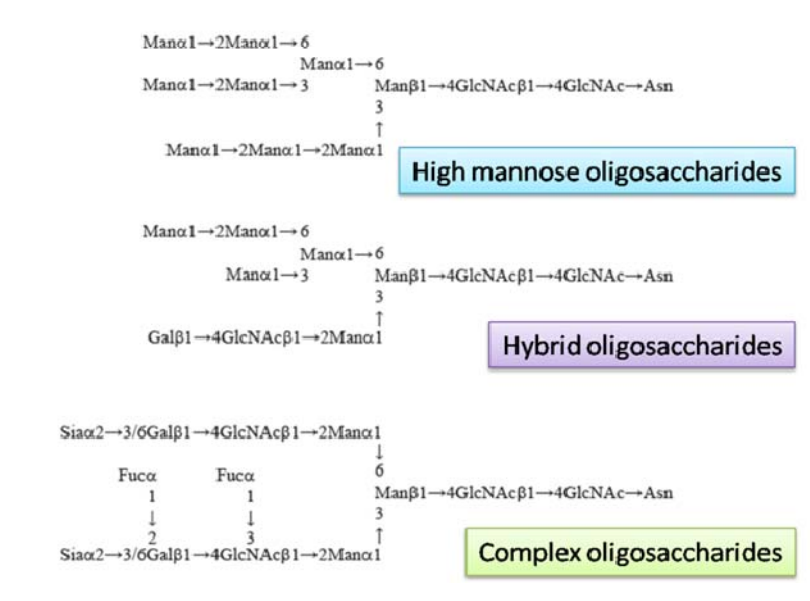 Manα1→2Manα1→6
Manα1→6
Manα1→2Manα1→3 Manβ1→4GlcNAcβ1→4GlcNAc→Asn
3
↑
Manα1→2Manα1→2Manα1
High mannose oligosaccharides
Manα1→2Manα1→6
Manα1→6
Manα1→3 Manβ1→4GlcNAcβ1→4GlcNAc→Asn
3
↑
Galβ1→4GlcNAcβ1→2Manα1
Hybrid oligosaccharides
Siaα2→3/6Galβ1→4GlcNAcβ1→2Manα1
↓
Fucα Fucα 6
1 1 Manβ1→4GlcNAcβ1→4GlcNAc→Asn
↓ ↓ 3
2 3 ↑
Siaα2→3/6Galβ1→4GlcNAcβ1→2Manα1
Complex oligosaccharides